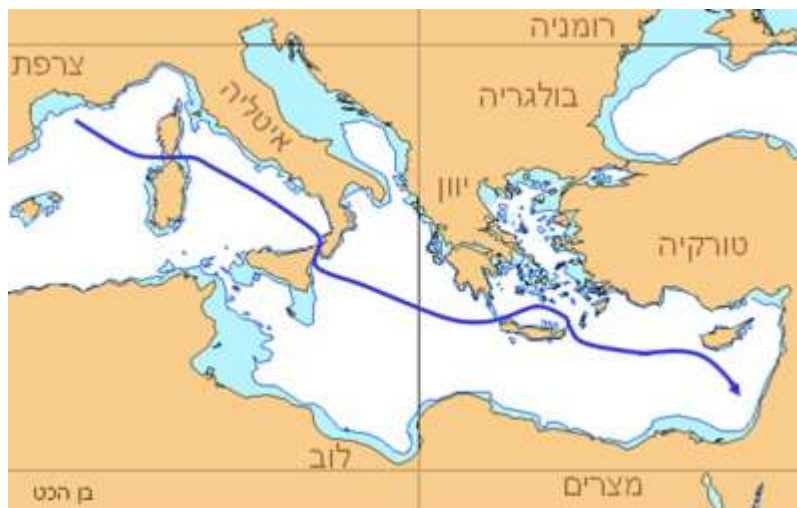 רומניה
צרפת
בולגריה
איטליה
יוון
טורקיה
לוב
מצרים
בן הכט